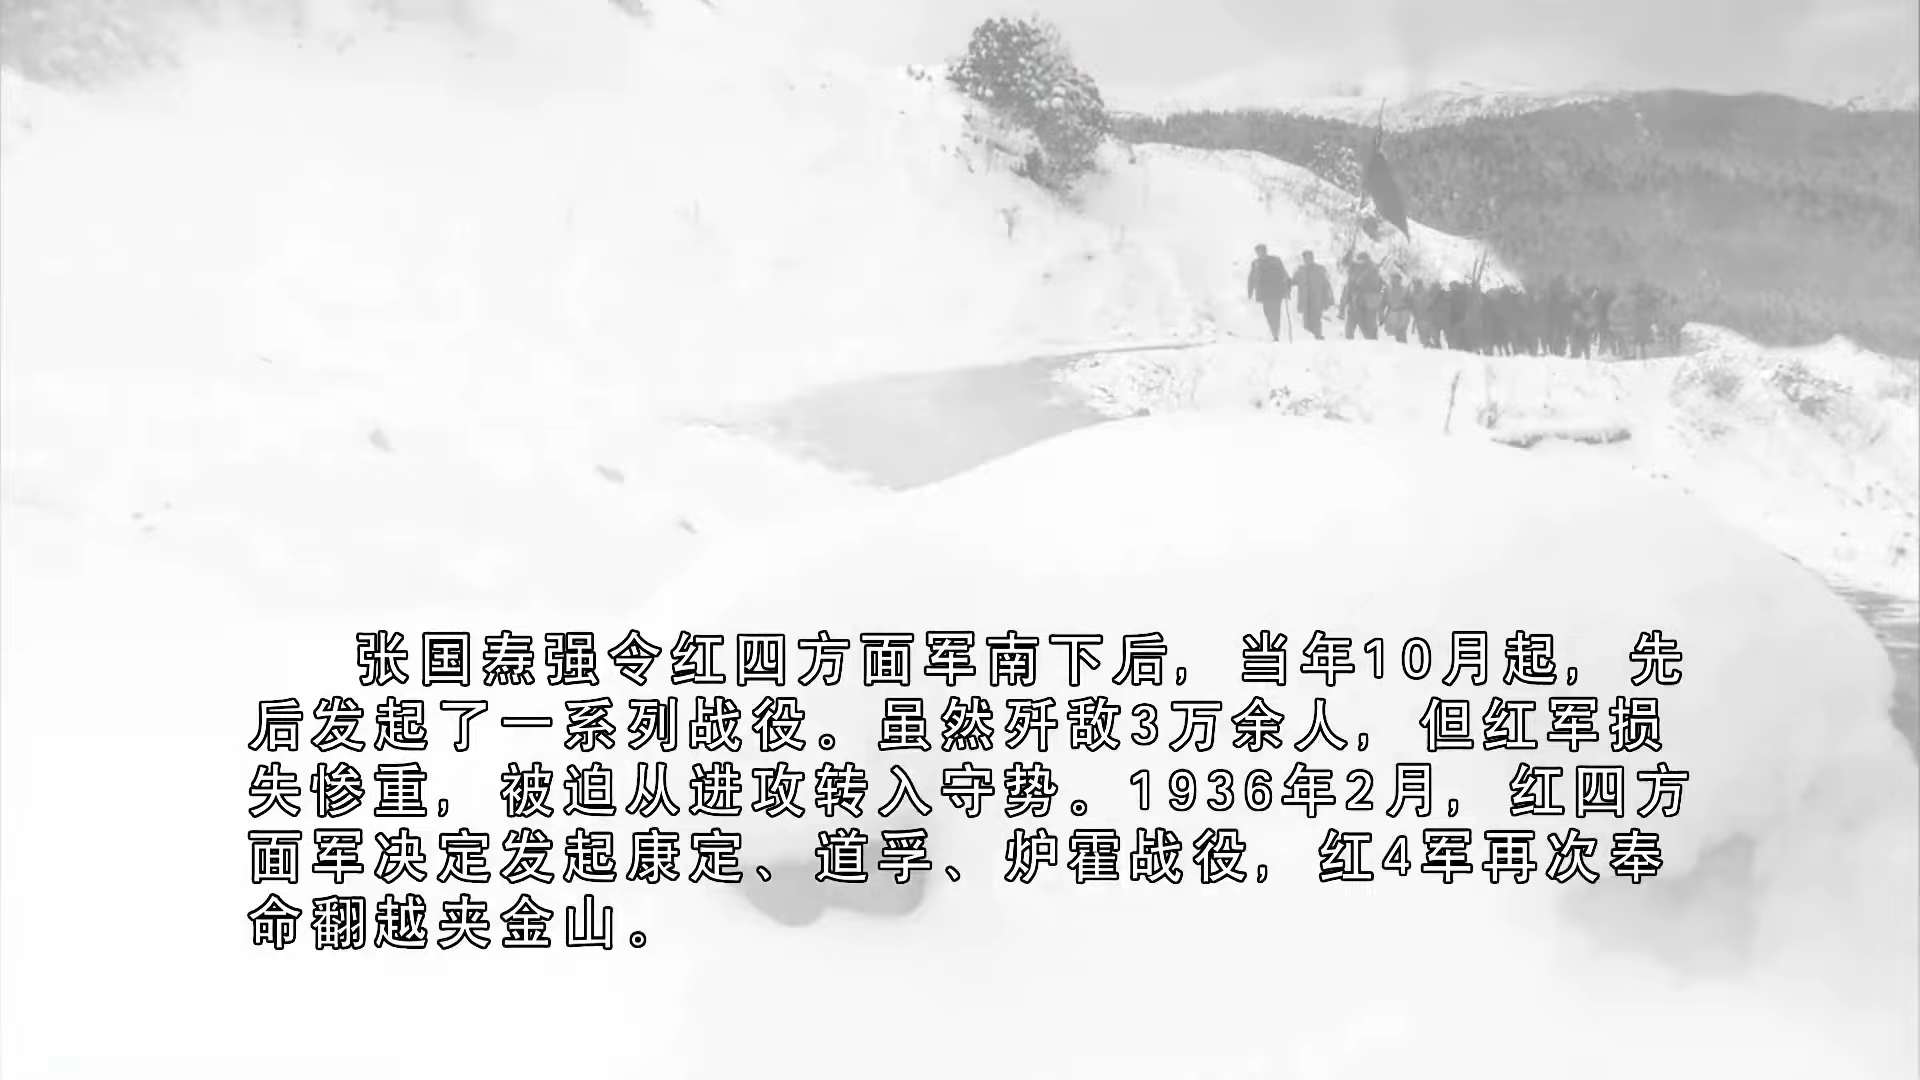 张国焘强令红四方面军南下后，当年10月起，先
后发起了一系列战役。虽然歼敌3万余人，但红军损
失惨重，被迫从进攻转入守势。1936年2月，红四方
面军决定发起康定、道孚、炉霍战役，红4军再次奉
命翻越夹金山。